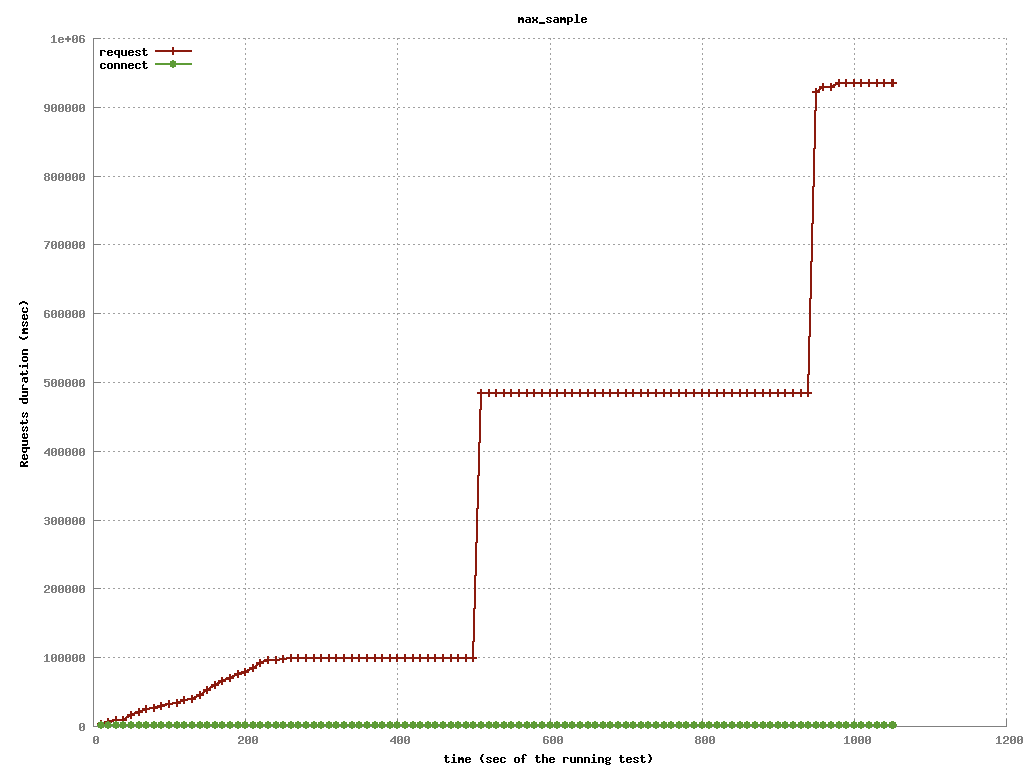 max_sample
request
connect
1e+06
900000
800000
700000
600000
500000
400000
300000
200000
100000
0
Requests duration (msec)
0 200 400 600 800 1000 1200
time (sec of the running test)